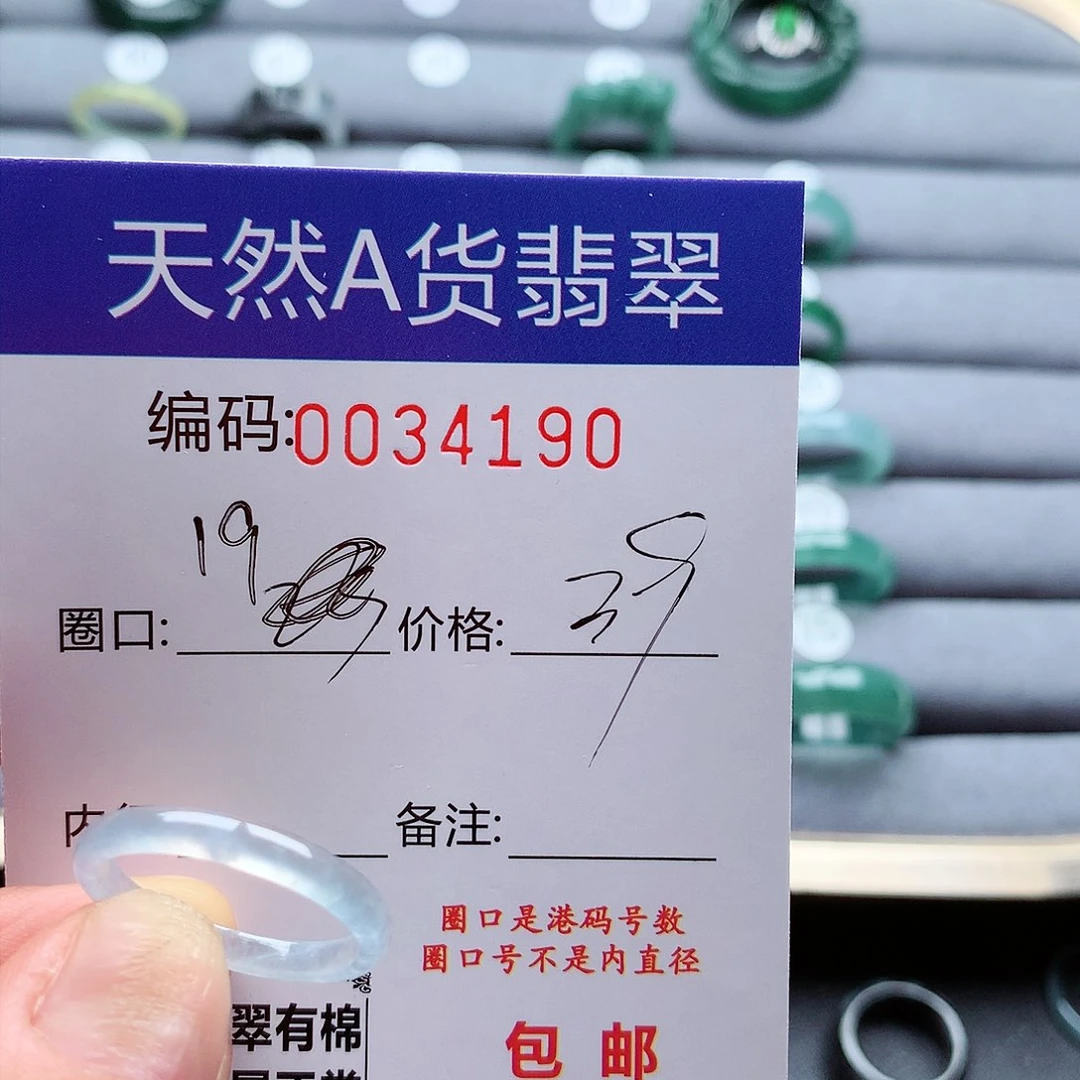 天然A货翡翠
编码:0034190
圈口: 19 价格:
内 备注:
圈口是港码号数
圈口号不是内直径
翠有棉
包邮